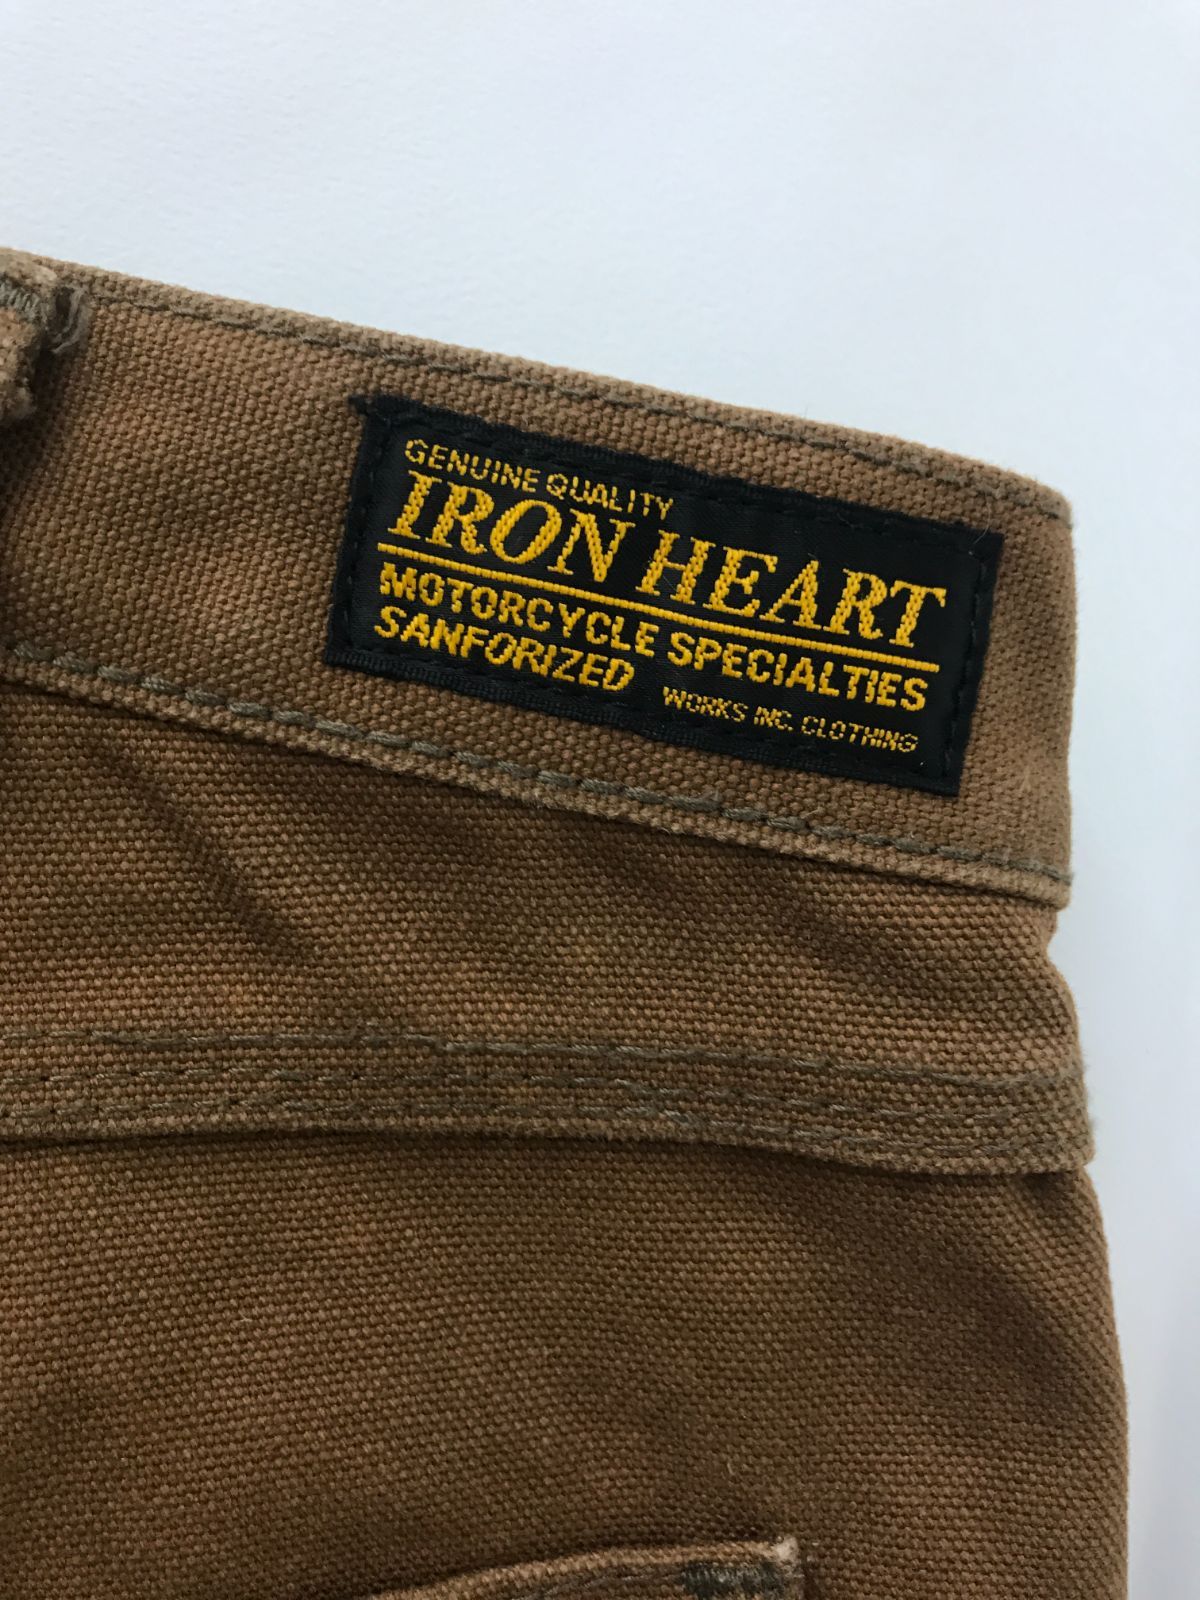 GENUINE QUALITY
IRON HEART
MOTORCYCLE SPECIALTIES
SANFORIZED
WORKS INC. CLOTHING